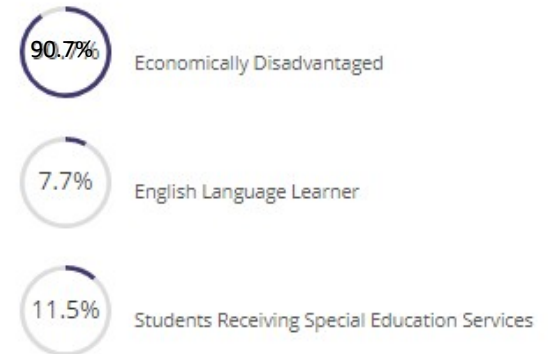 90.7%
Economically Disadvantaged
7.7%
English Language Learner
11.5%
Students Receiving Special Education Services